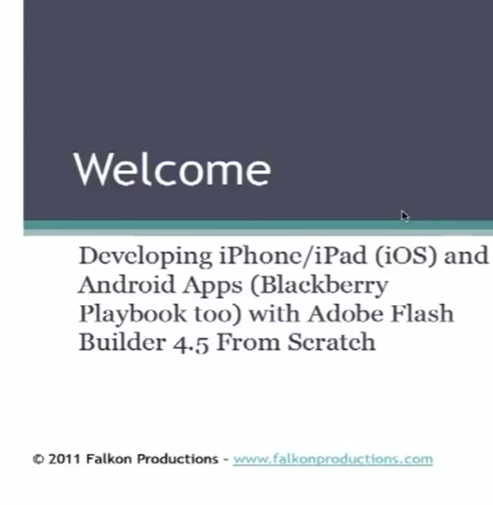 Welcome
Developing iPhone/iPad (iOS) and
Android Apps (Blackberry
Playbook too) with Adobe Flash
Builder 4.5 From Scratch
© 2011 Falkon Productions - www.falkonproductions.com